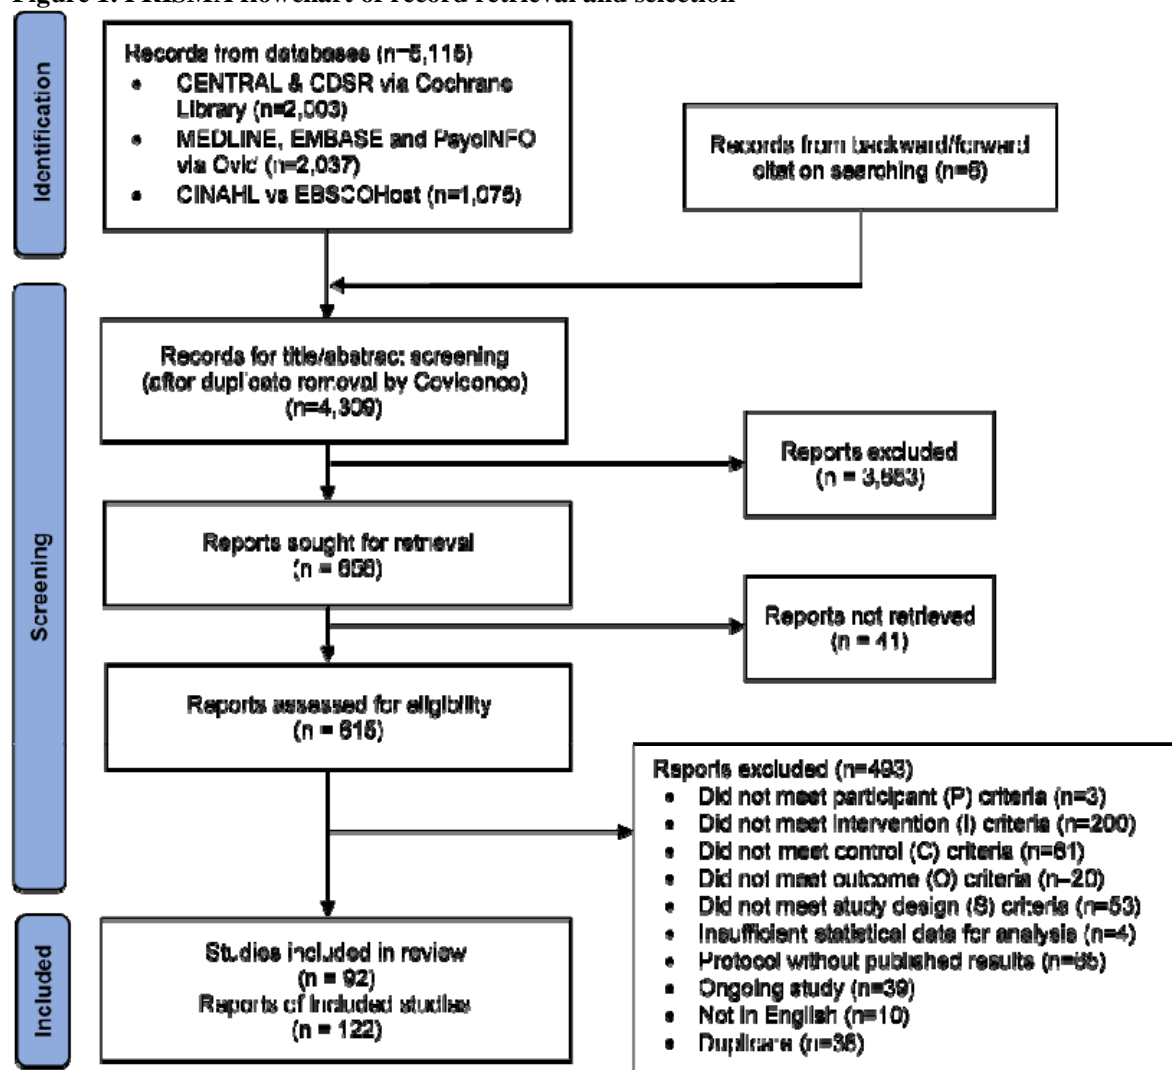 Figure 1. PRISMA flowchart of record retrieval and selection
Identification
Records from databases (n=5,115)
• CENTRAL & CDSR via Cochrane
Library (n=2,003)
• MEDLINE, EMBASE and PsycINFO
via Ovid (n=2,037)
• CINAHL vs EBSCOHost (n=1,075)
Records from backward/forward
citation searching
Screening
Records for title/abstract screening
(after duplicate removal by Covidence)
(n=4,309)
Reports excluded
(n = 3,653)
Reports sought for retrieval
(n = 656)
Reports not retrieved
(n = 41)
Reports assessed for eligibility
(n = 615)
Reports excluded (n=493)
• Did not meet participant (P) criteria (n=3)
• Did not meet intervention (I) criteria (n=200)
• Did not meet control (C) criteria (n=61)
• Did not meet outcome (O) criteria (n=20)
• Did not meet study design (S) criteria (n=53)
• Insufficient statistical data for analysis (n=4)
• Protocol without published results (n=65)
• Ongoing study (n=39)
• Not in English (n=10)
• Duplicate (n=38)
Included
Studies included in review
(n = 92)
Reports of included studies
(n = 122)